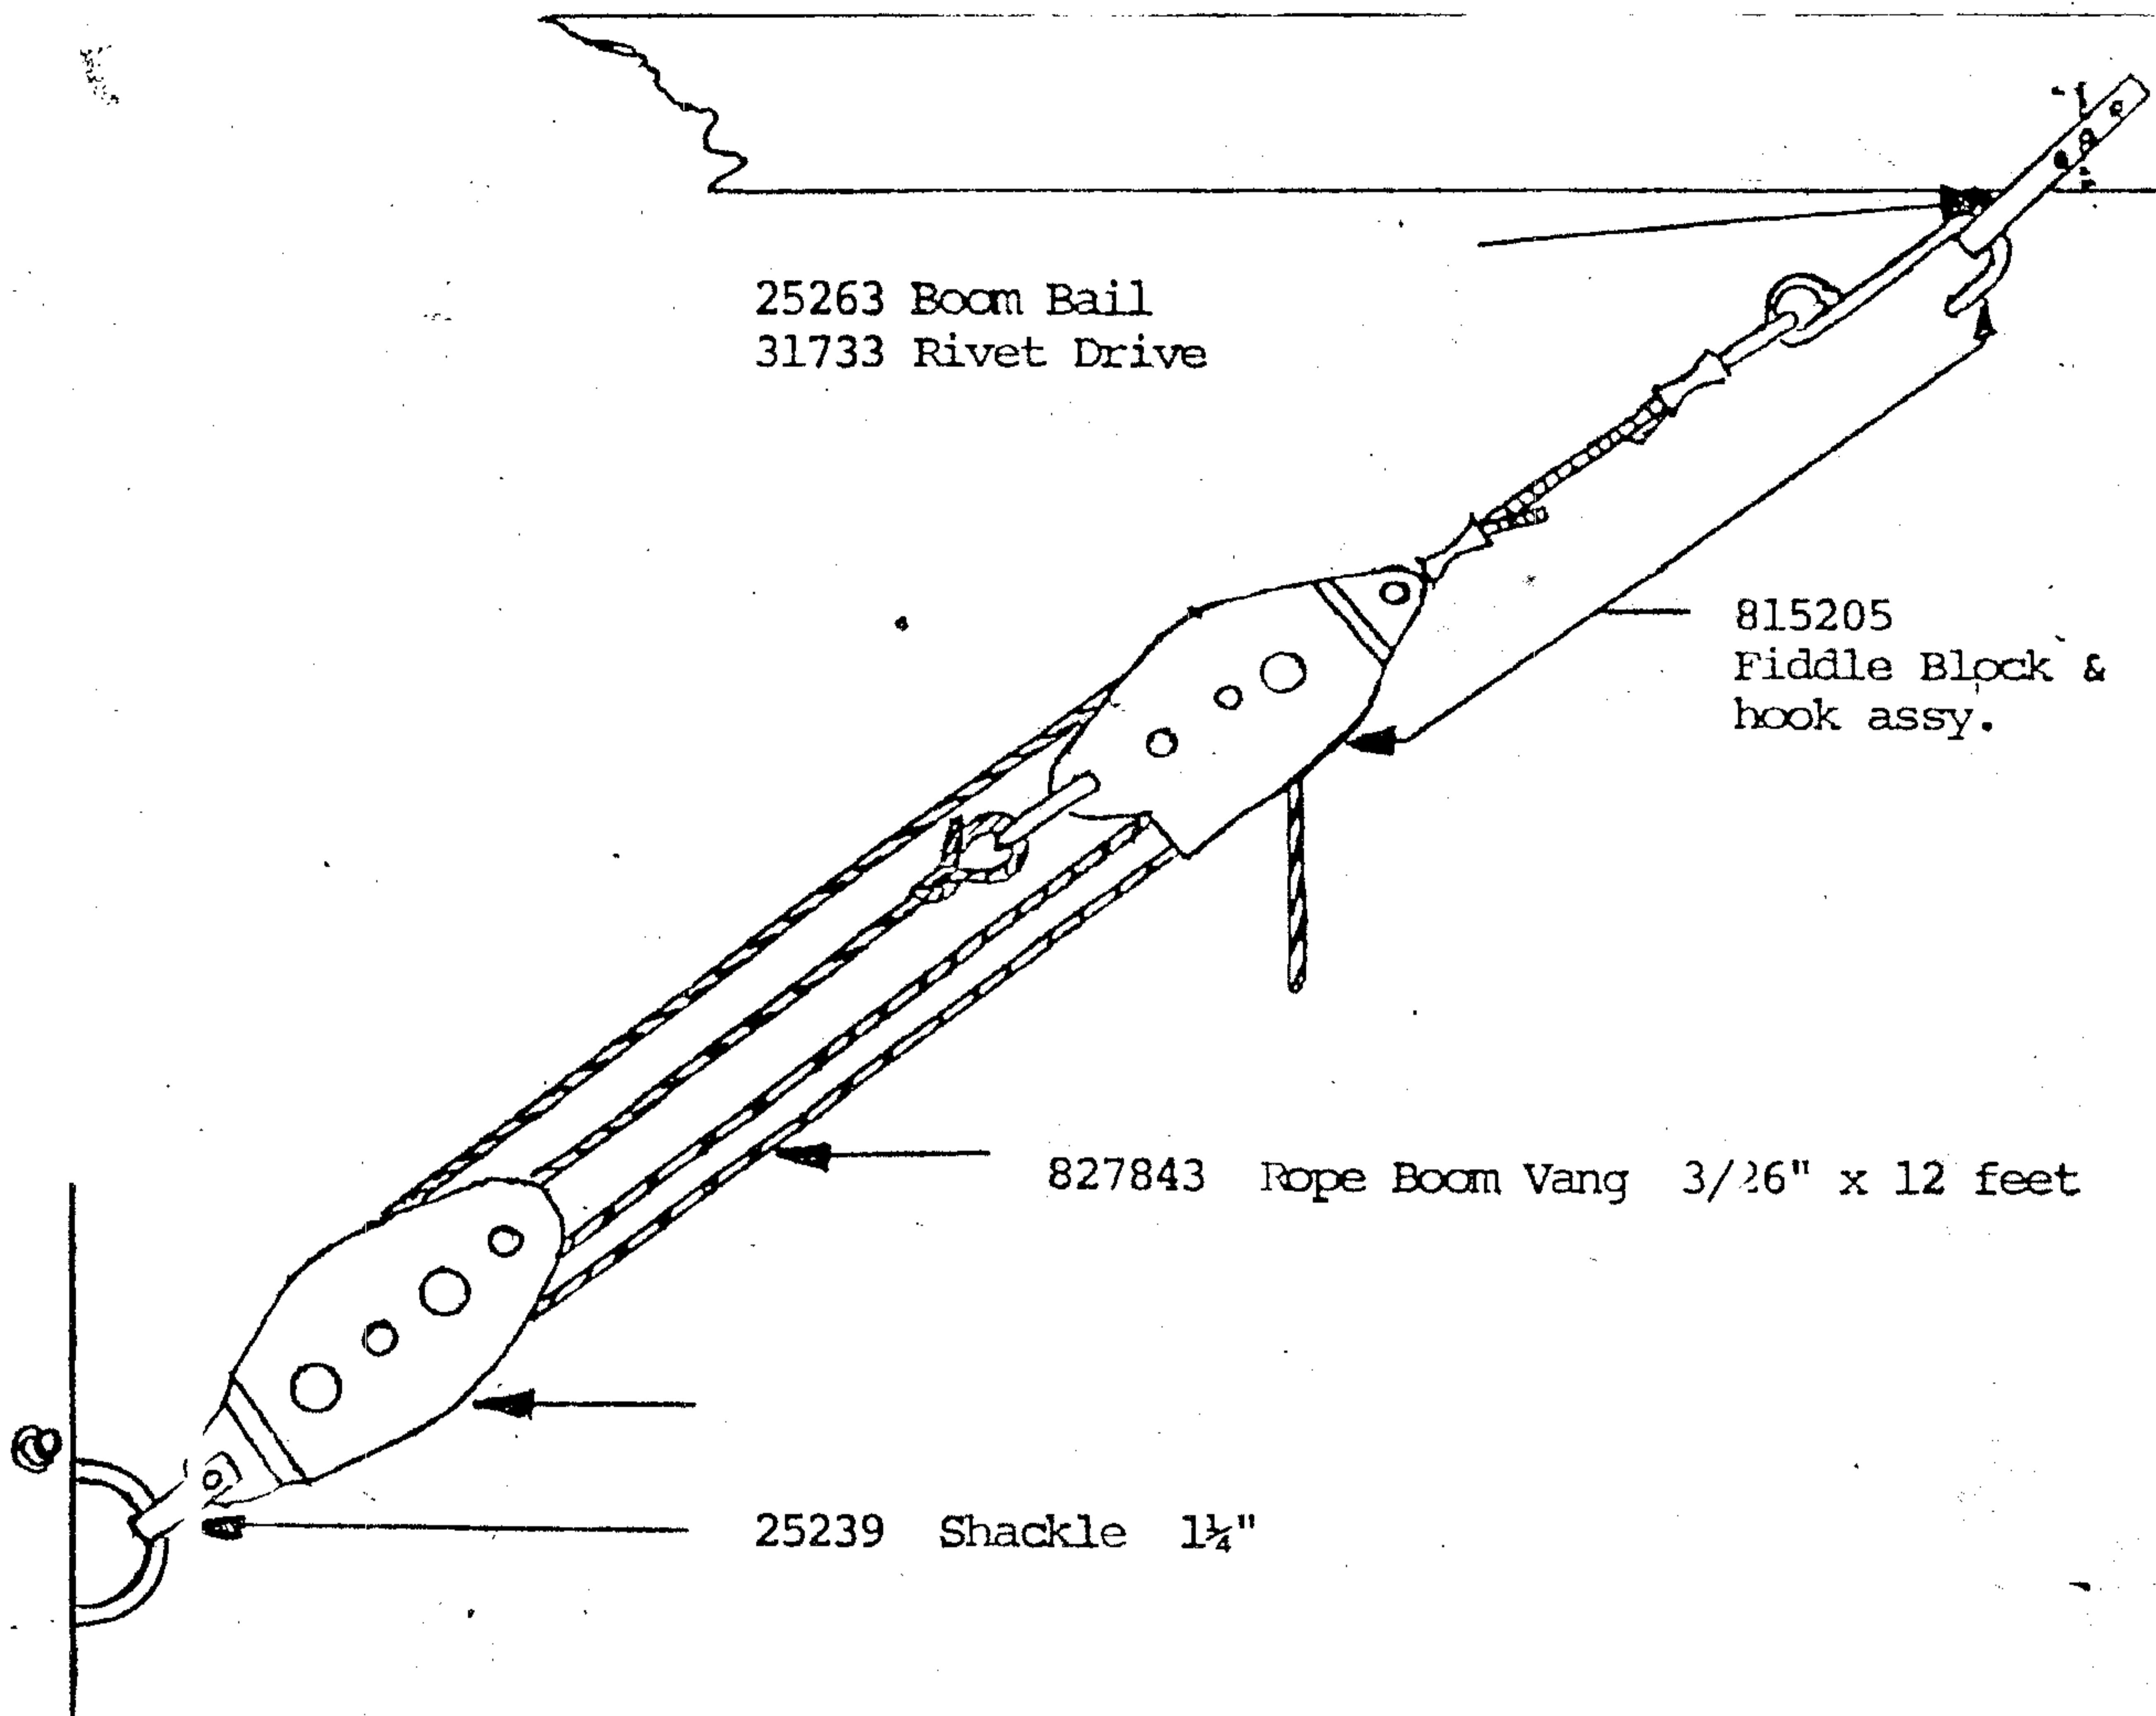 25263 Boom Bail
31733 Rivet Drive
815205
Fiddle Block &
hook assy.
827843 Rope Boom Vang 3/26" x 12 feet
25239 Shackle 1¼"